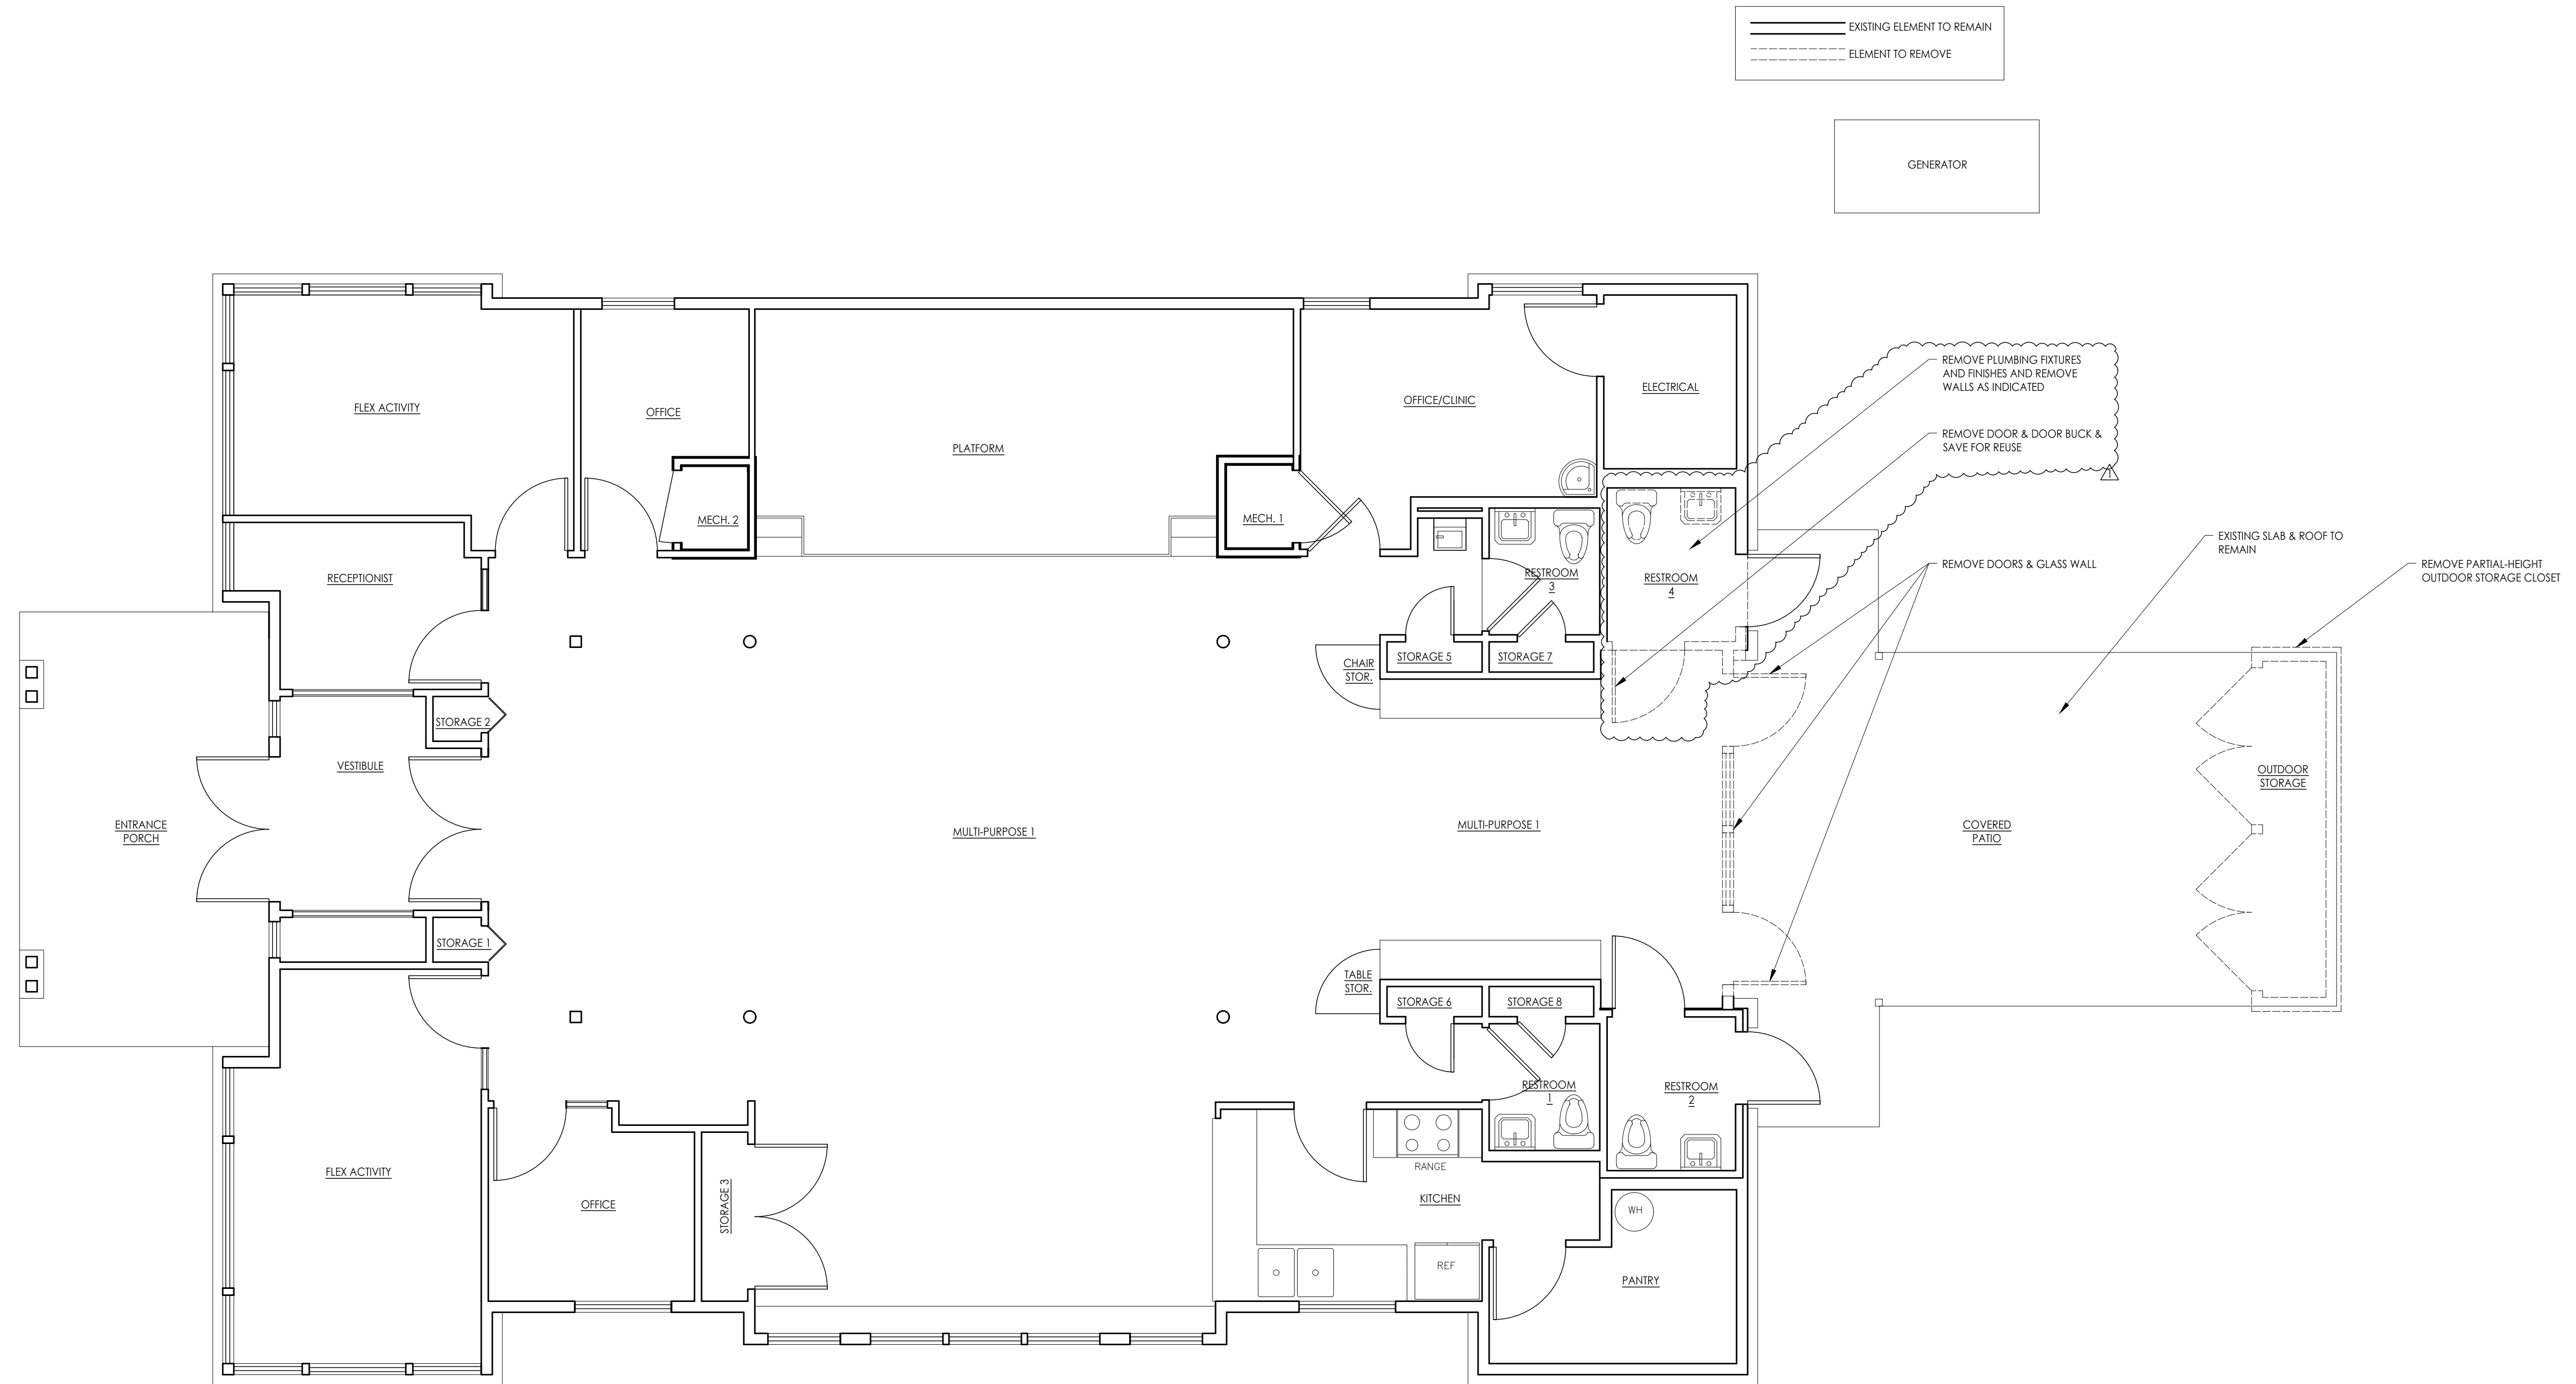 EXISTING ELEMENT TO REMAIN
ELEMENT TO REMOVE
GENERATOR
REMOVE PLUMBING FIXTURES
AND FINISHES AND REMOVE
WALLS AS INDICATED
ELECTRICAL
OFFICE/CLINIC
FLEX ACTIVITY
OFFICE
REMOVE DOOR & DOOR BUCK &
SAVE FOR REUSE
PLATFORM
1
MECH. 2
MECH. 1
EXISTING SLAB & ROOF TO
REMAIN
REMOVE DOORS & GLASS WALL
REMOVE PARTIAL-HEIGHT
OUTDOOR STORAGE CLOSET
RECEPTIONIST
RESTROOM
3
RESTROOM
4
STORAGE 5
STORAGE 7
CHAIR
STOR.
STORAGE 2
VESTIBULE
OUTDOOR
STORAGE
ENTRANCE
PORCH
MULTI-PURPOSE 1
MULTI-PURPOSE 1
COVERED
PATIO
STORAGE 1
TABLE
STOR.
STORAGE 6
STORAGE 8
RESTROOM
1
RESTROOM
2
RANGE
FLEX ACTIVITY
OFFICE
STORAGE 3
KITCHEN
WH
REF
PANTRY